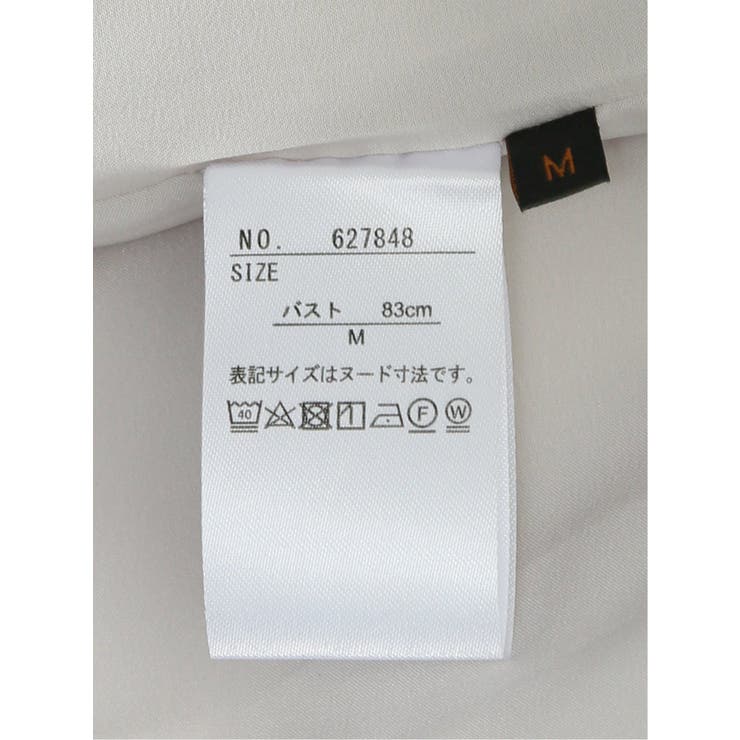 M
NO. 627848
SIZE
バスト 83cm
M
表記サイズはヌード寸法です。
40 F W